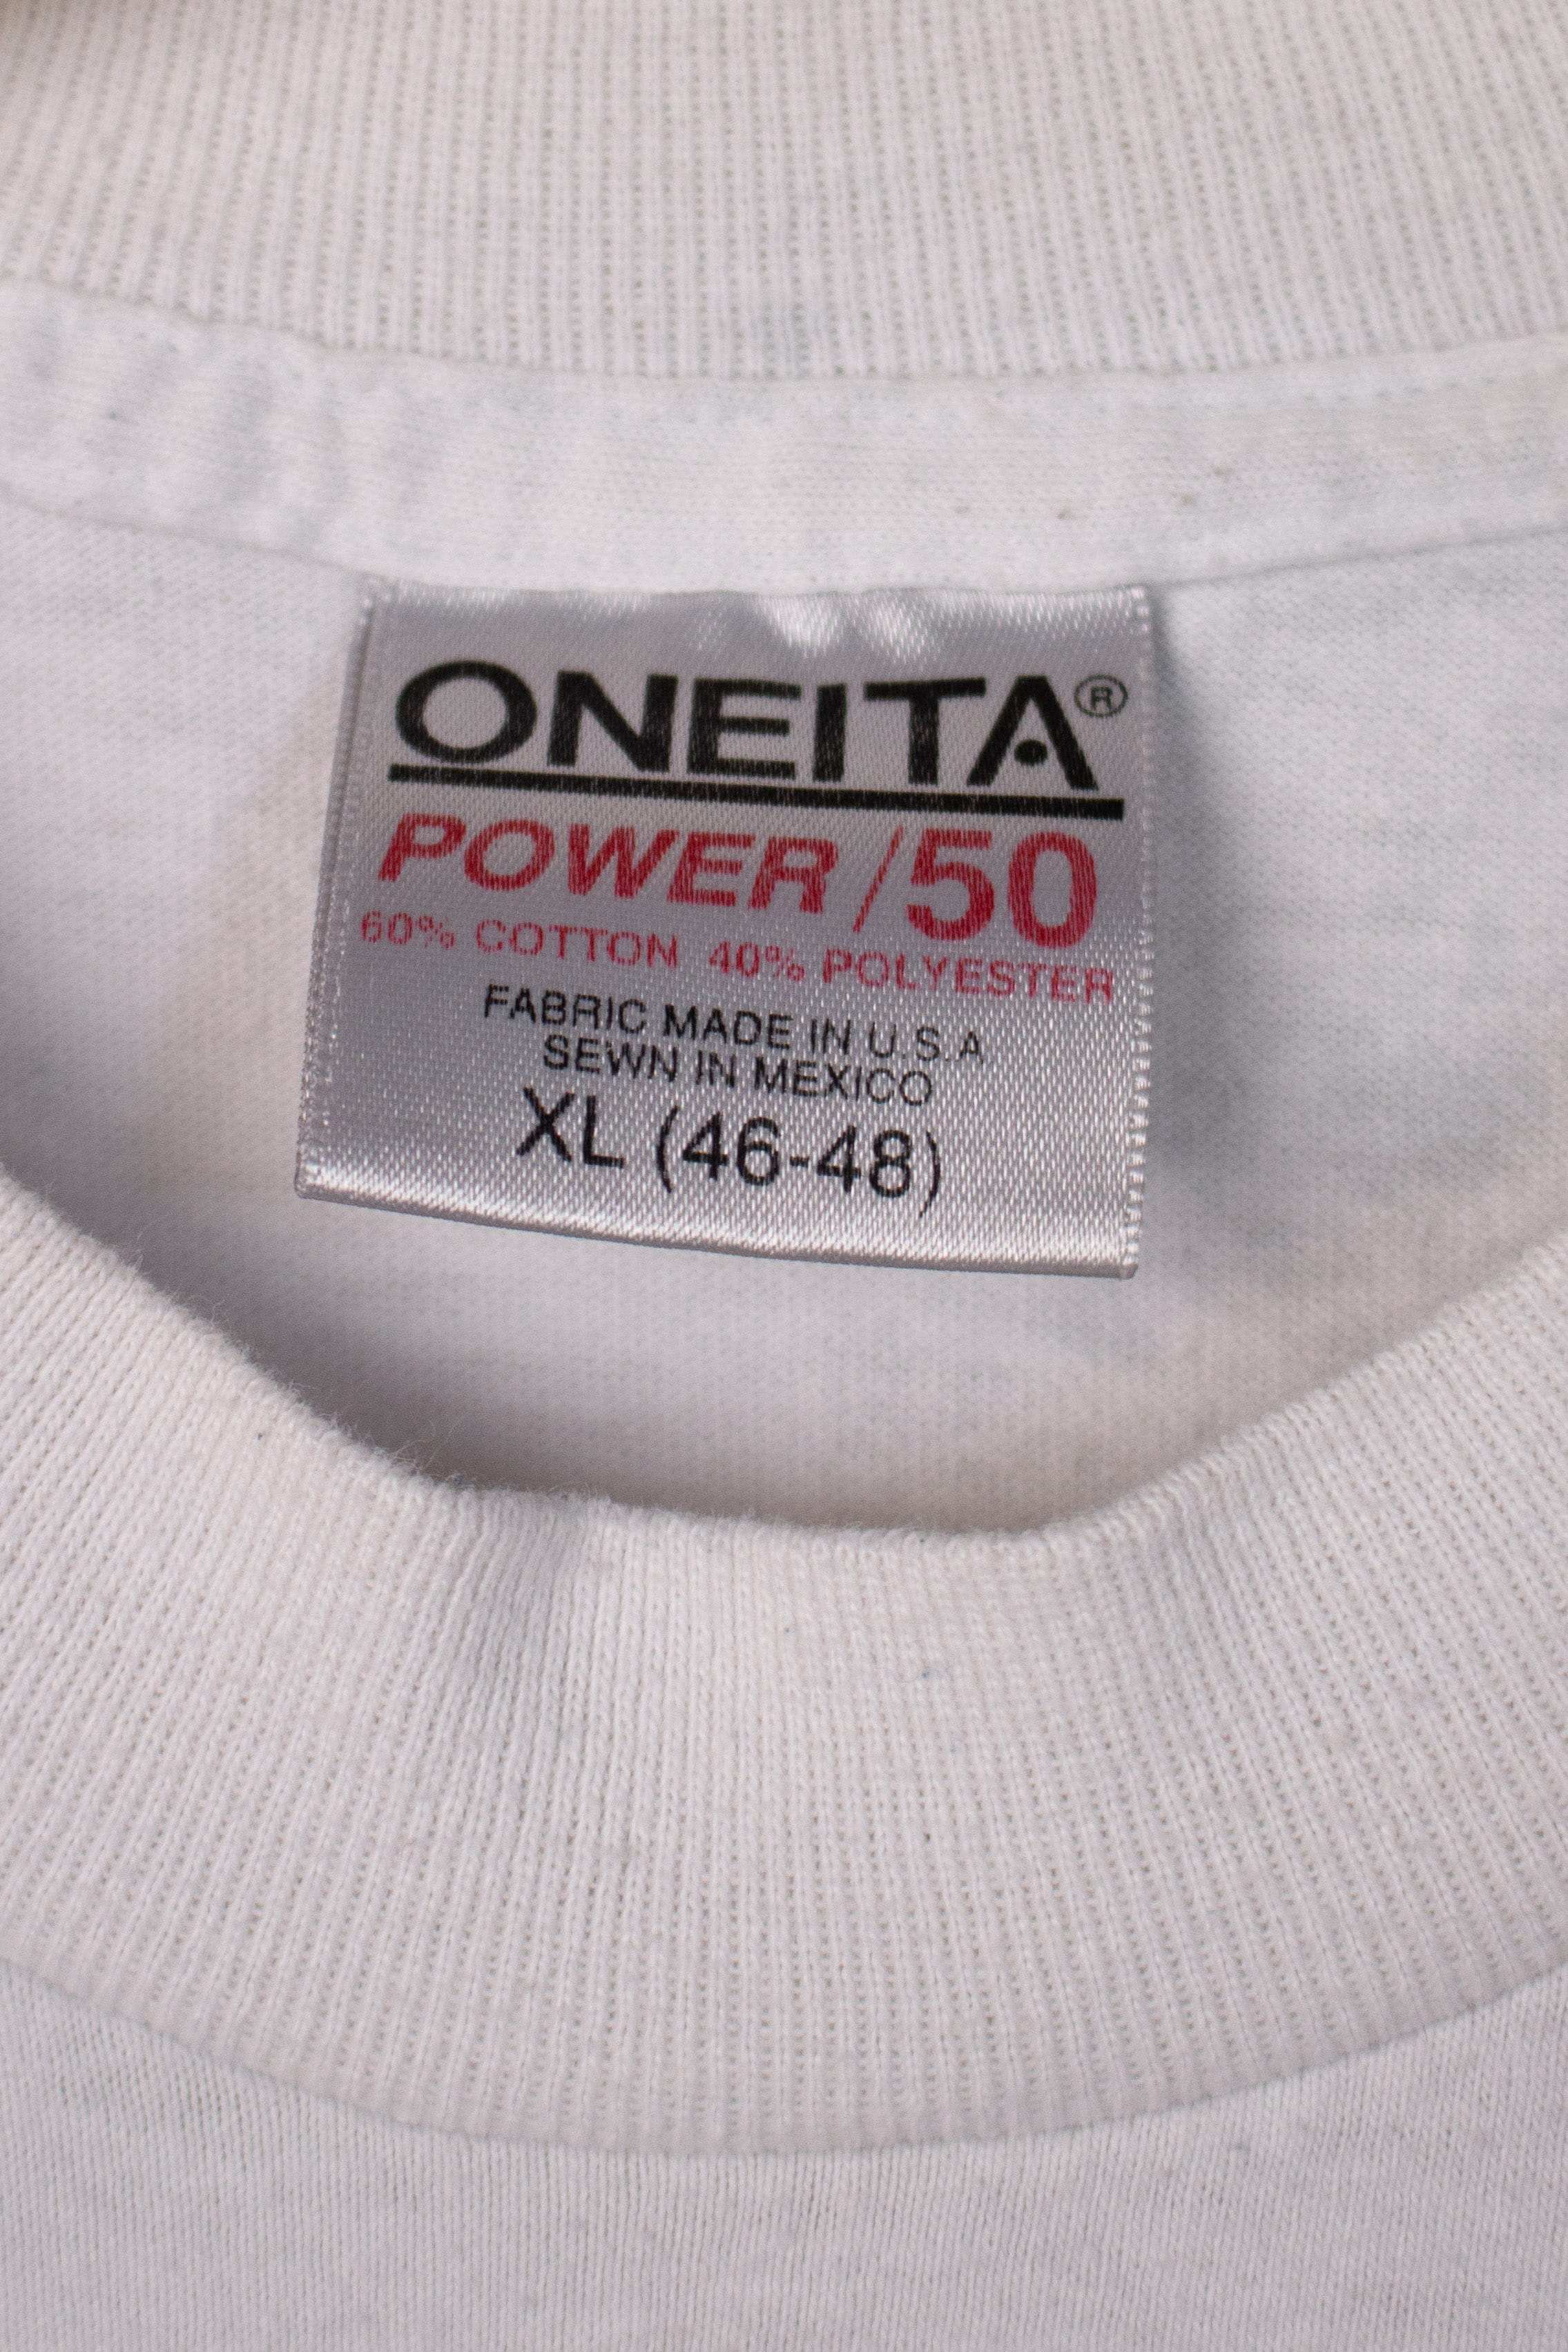 ONEITA®
POWER/50
60% COTTON 40% POLYESTER
FABRIC MADE IN U.S.A
SEWN IN MEXICO
XL (46-48)